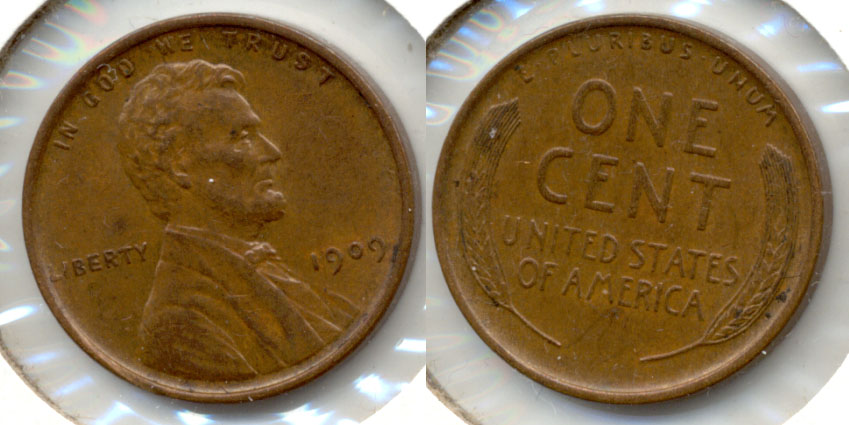 IN GOD WE TRUST
LIBERTY
1909
E·PLURIBUS·UNUM
ONE
CENT
UNITED STATES
OF AMERICA